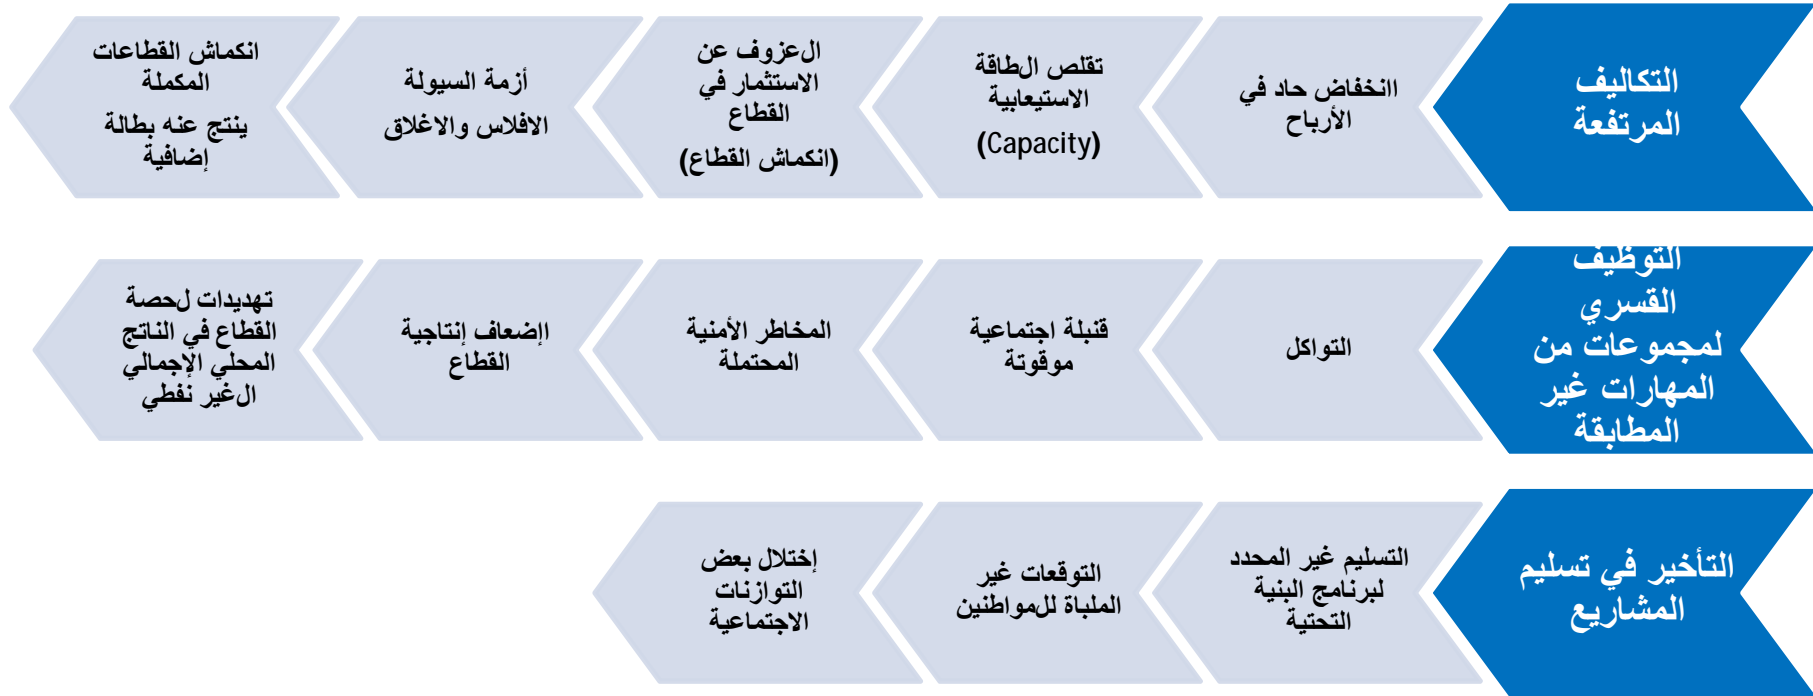 التكاليف
المرتفعة
اانخفاض حاد في
الأرباح
تقلص الطاقة
الاستيعابية
(Capacity)
العزوف عن
الاستثمار في
القطاع
(انكماش القطاع)
أزمة السيولة
الافلاس والاغلاق
انكماش القطاعات
المكملة
ينتج عنه بطالة
إضافية
التوظيف
القسري
لمجموعات من
المهارات غير
المطابقة
التواكل
قنبلة اجتماعية
موقوتة
المخاطر الأمنية
المحتملة
اإضعاف إنتاجية
القطاع
تهديدات لحصة
القطاع في الناتج
المحلي الإجمالي
الغير نفطي
التأخير في تسليم
المشاريع
التسليم غير المحدد
لبرنامج البنية
التحتية
التوقعات غير
الملباة للمواطنين
إختلال بعض
التوازنات
الاجتماعية